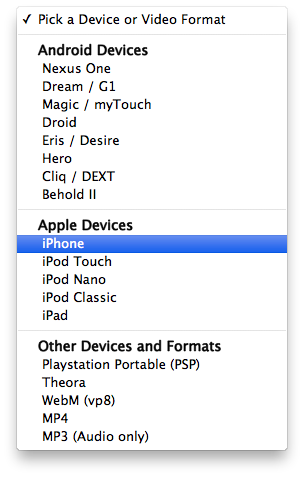 ✓ Pick a Device or Video Format
Android Devices
Nexus One
Dream / G1
Magic / myTouch
Droid
Eris / Desire
Hero
Cliq / DEXT
Behold II
Apple Devices
iPhone
iPod Touch
iPod Nano
iPod Classic
iPad
Other Devices and Formats
Playstation Portable (PSP)
Theora
WebM (vp8)
MP4
MP3 (Audio only)